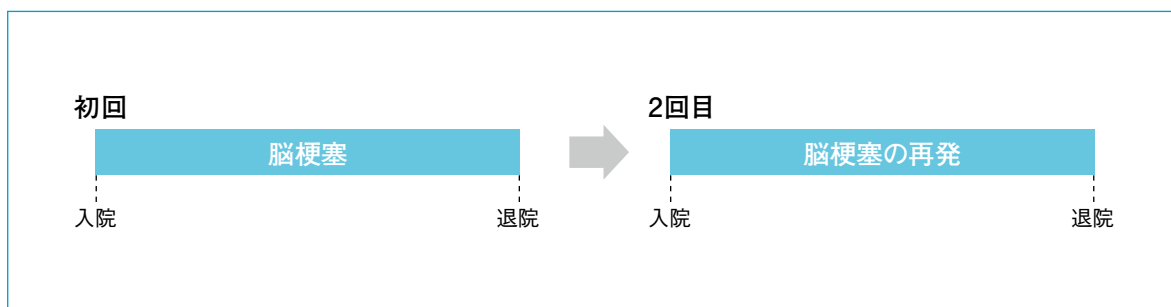 初回
脳梗塞
入院
退院
2回目
脳梗塞の再発
入院
退院